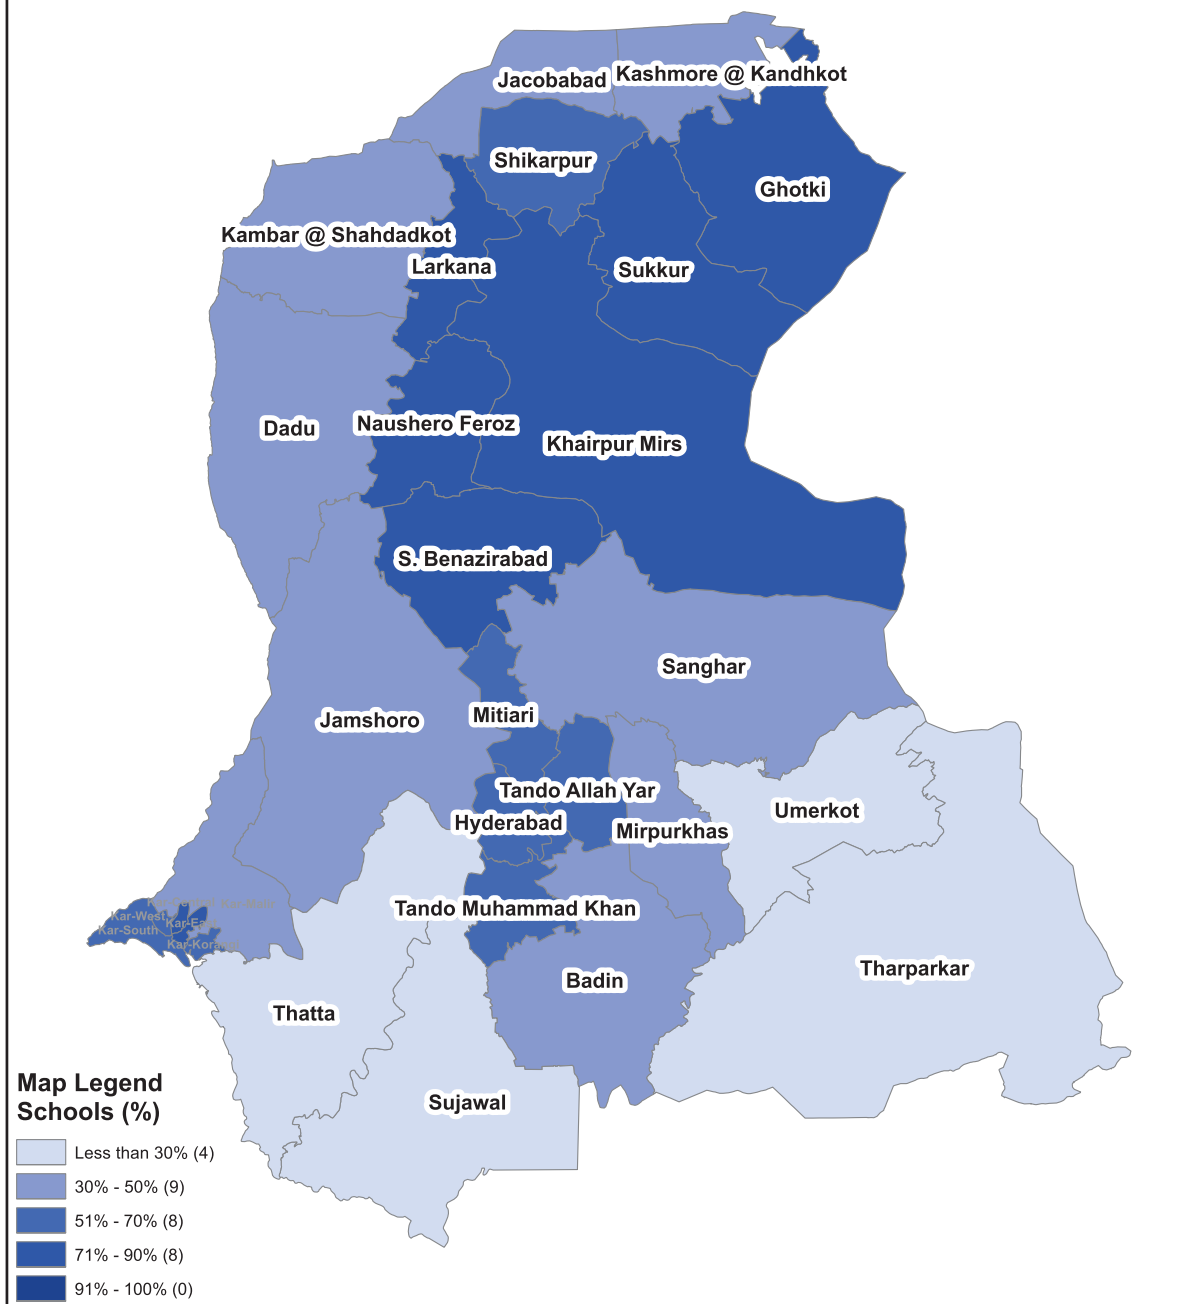 Jacobabad
Kashmore @ Kandhkot
Shikarpur
Ghotki
Kambar @ Shahdadkot
Larkana
Sukkur
Dadu
Naushero Feroz
Khairpur Mirs
S. Benazirabad
Sanghar
Mitiari
Jamshoro
Tando Allah Yar
Umerkot
Hyderabad
Mirpurkhas
Kar-West
Kar-South
Kar-Korangi
Tando Muhammad Khan
Tharparkar
Badin
Thatta
Sujawal
Map Legend
Schools (%)
Less than 30% (4)
30% - 50% (9)
51% - 70% (8)
71% - 90% (8)
91% - 100% (0)